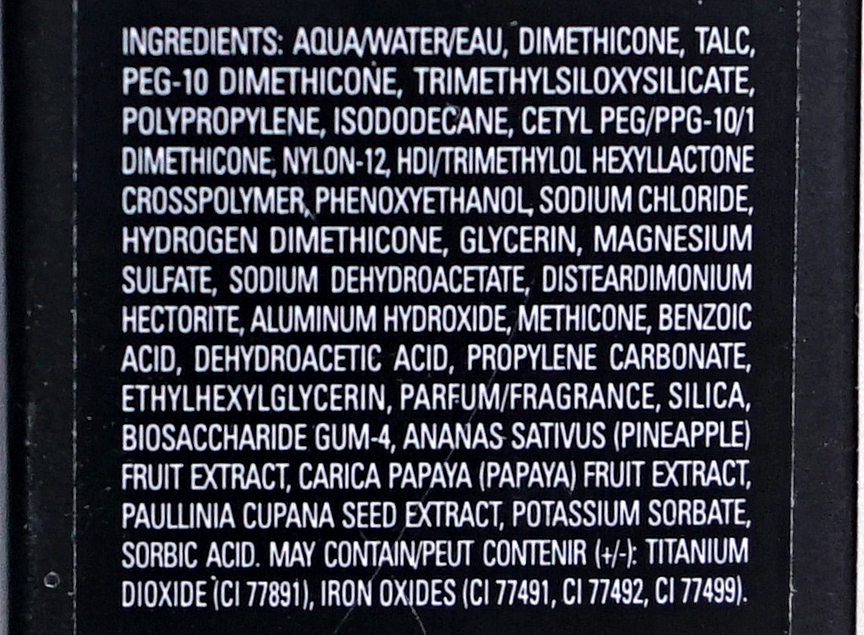 INGREDIENTS: AQUA/WATER/EAU, DIMETHICONE, TALC,
PEG-10 DIMETHICONE, TRIMETHYLSILOXYSILICATE,
POLYPROPYLENE, ISODODECANE, CETYL PEG/PPG-10/1
DIMETHICONE, NYLON-12, HDI/TRIMETHYLOL HEXYLLACTONE
CROSSPOLYMER, PHENOXYETHANOL, SODIUM CHLORIDE,
HYDROGEN DIMETHICONE, GLYCERIN, MAGNESIUM
SULFATE, SODIUM DEHYDROACETATE, DISTEARDIMONIUM
HECTORITE, ALUMINUM HYDROXIDE, METHICONE, BENZOIC
ACID, DEHYDROACETIC ACID, PROPYLENE CARBONATE,
ETHYLHEXYLGLYCERIN, PARFUM/FRAGRANCE, SILICA,
BIOSACCHARIDE GUM-4, ANANAS SATIVUS (PINEAPPLE)
FRUIT EXTRACT, CARICA PAPAYA (PAPAYA) FRUIT EXTRACT,
PAULLINIA CUPANA SEED EXTRACT, POTASSIUM SORBATE,
SORBIC ACID. MAY CONTAIN/PEUT CONTENIR (+/-): TITANIUM
DIOXIDE (CI 77891), IRON OXIDES (CI 77491, CI 77492, CI 77499).